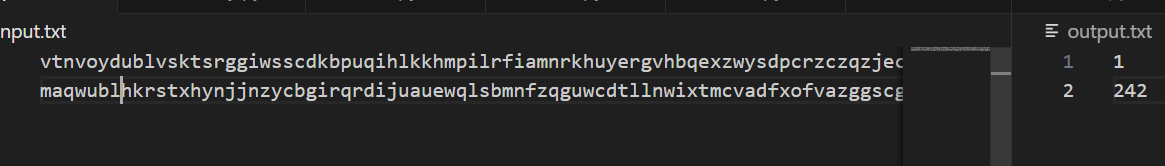 nput.txt
output.txt
vtnvoydublvsktsrggiwsscdkbpuqihlkkhmpilrfiamnrkhuyergvhbqexzwysdpcrzczqzjec
maqwublhkrstxhynjjnzycbgirqrdijuauewqlsbmnfzqguwcdtllnwixtmcvadfxofvazggscg
1 1
2 242